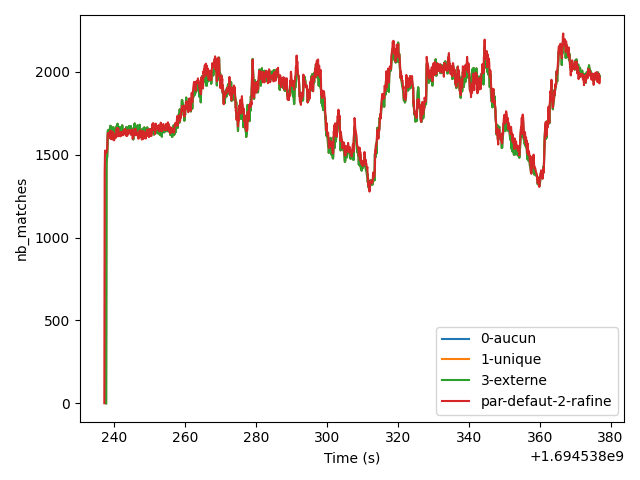 2000
1500
1000
500
0
nb_matches
240
260
280
300
320
340
360
380
Time (s)
+1.694538e9
0-aucun
1-unique
3-externe
par-defaut-2-rafine